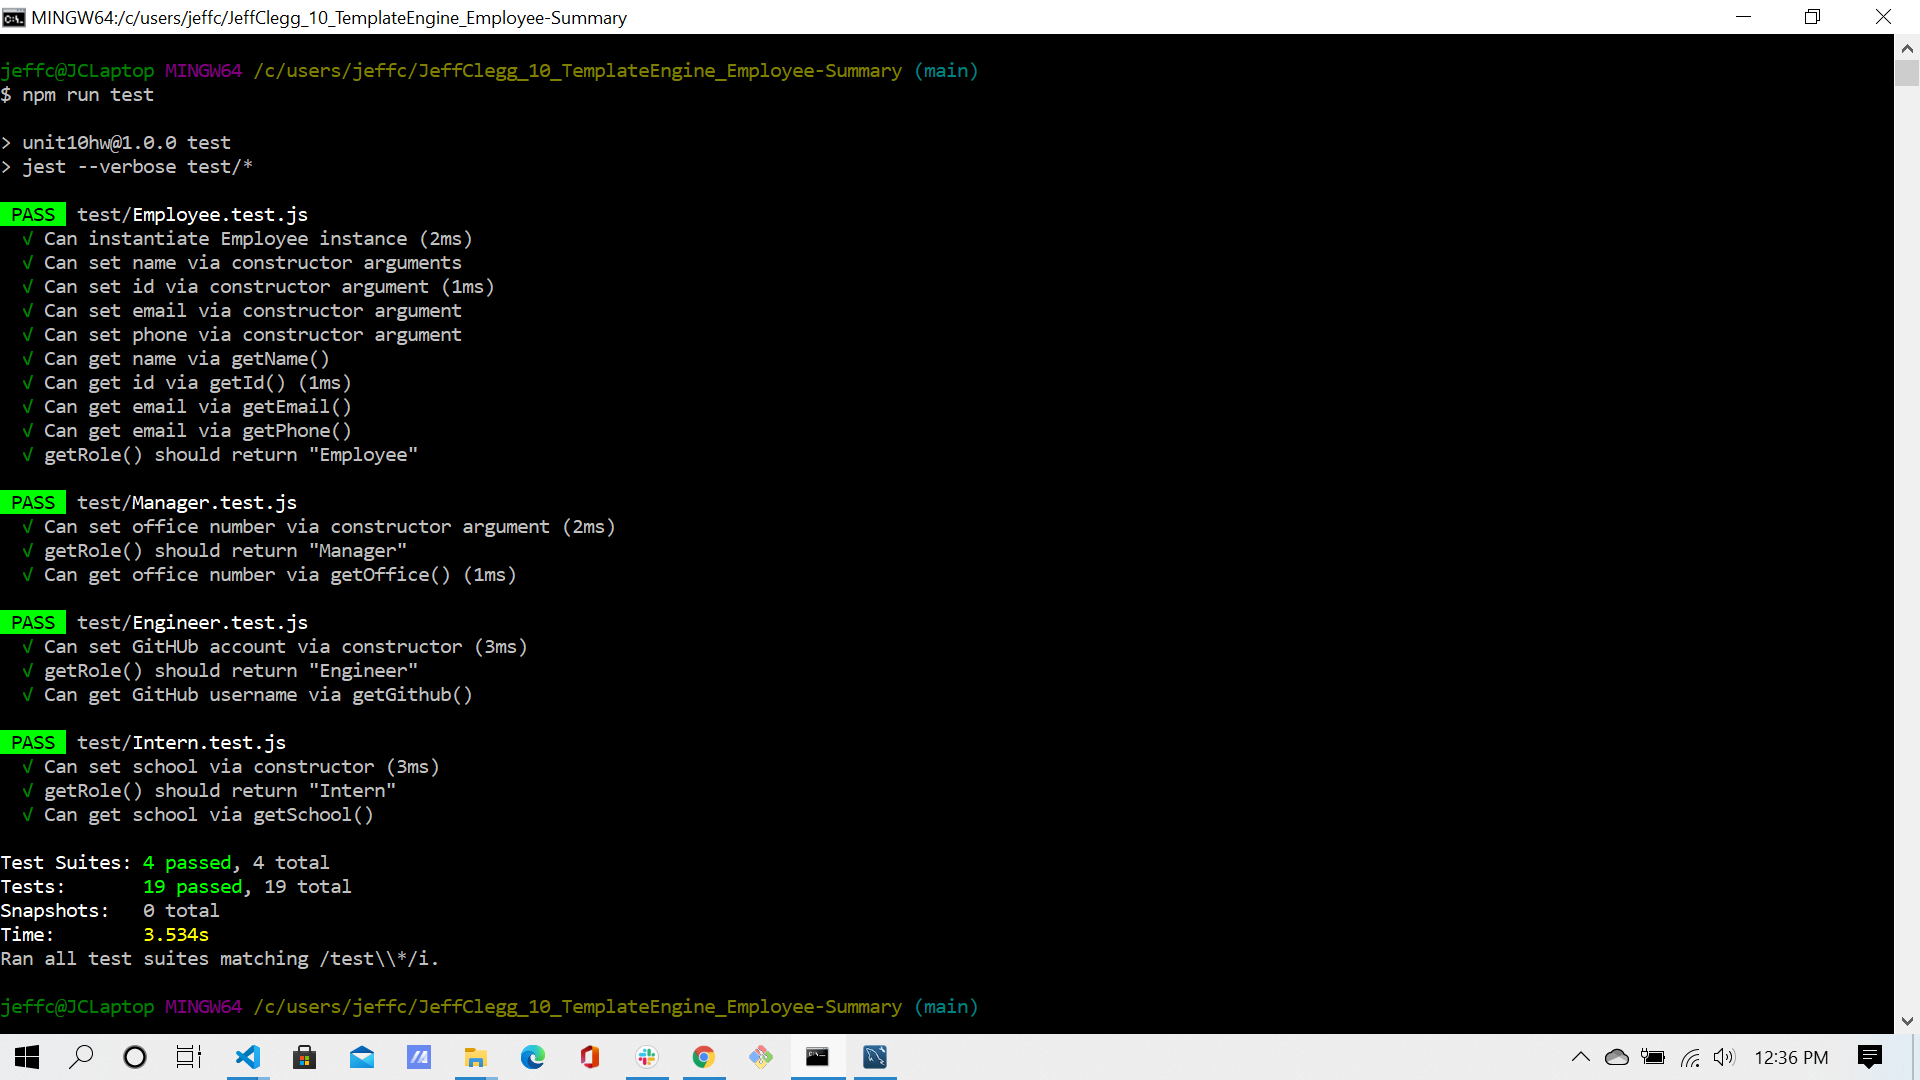 MINGW64:/c/users/jeffc/JeffClegg_10_TemplateEngine_Employee-Summary
jeffc@JCLaptop MINGW64 /c/users/jeffc/JeffClegg_10_TemplateEngine_Employee-Summary (main)
$ npm run test
> unit10hw@1.0.0 test
> jest --verbose test/*
PASS test/Employee.test.js
√ Can instantiate Employee instance (2ms)
√ Can set name via constructor arguments
√ Can set id via constructor argument (1ms)
√ Can set email via constructor argument
√ Can set phone via constructor argument
√ Can get name via getName()
√ Can get id via getId() (1ms)
√ Can get email via getEmail()
√ Can get email via getPhone()
√ getRole() should return "Employee"
PASS test/Manager.test.js
√ Can set office number via constructor argument (2ms)
√ getRole() should return "Manager"
√ Can get office number via getOffice() (1ms)
PASS test/Engineer.test.js
√ Can set GitHUb account via constructor (3ms)
√ getRole() should return "Engineer"
√ Can get GitHub username via getGithub()
PASS test/Intern.test.js
√ Can set school via constructor (3ms)
√ getRole() should return "Intern"
√ Can get school via getSchool()
Test Suites: 4 passed, 4 total
Tests: 19 passed, 19 total
Snapshots: 0 total
Time: 3.534s
Ran all test suites matching /test\\*/i.
jeffc@JCLaptop MINGW64 /c/users/jeffc/JeffClegg_10_TemplateEngine_Employee-Summary (main)
12:36 PM